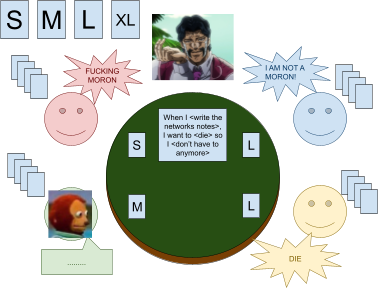 S M L XL
FUCKING
MORON
I AM NOT A
MORON!
When I <write the
networks notes>,
I want to <die> so
I <don't have to
anymore>
S
L
M
L
.........
DIE